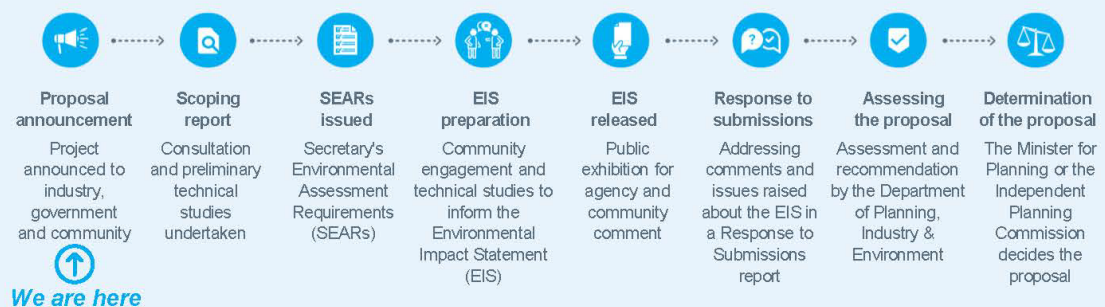 Proposal
announcement
Project
announced to
industry,
government
and community
We are here
Scoping
report
Consultation
and preliminary
technical
studies
undertaken
SEARs
issued
Secretary's
Environmental
Assessment
Requirements
(SEARs)
EIS
preparation
Community
engagement and
technical studies to
inform the
Environmental
Impact Statement
(EIS)
EIS
released
Public
exhibition for
agency and
community
comment
Response to
submissions
Addressing
comments and
issues raised
about the EIS in
a Response to
Submissions
report
Assessing
the proposal
Assessment and
recommendation
by the Department
of Planning,
Industry &
Environment
Determination
of the proposal
The Minister for
Planning or the
Independent
Planning
Commission
decides the
proposal